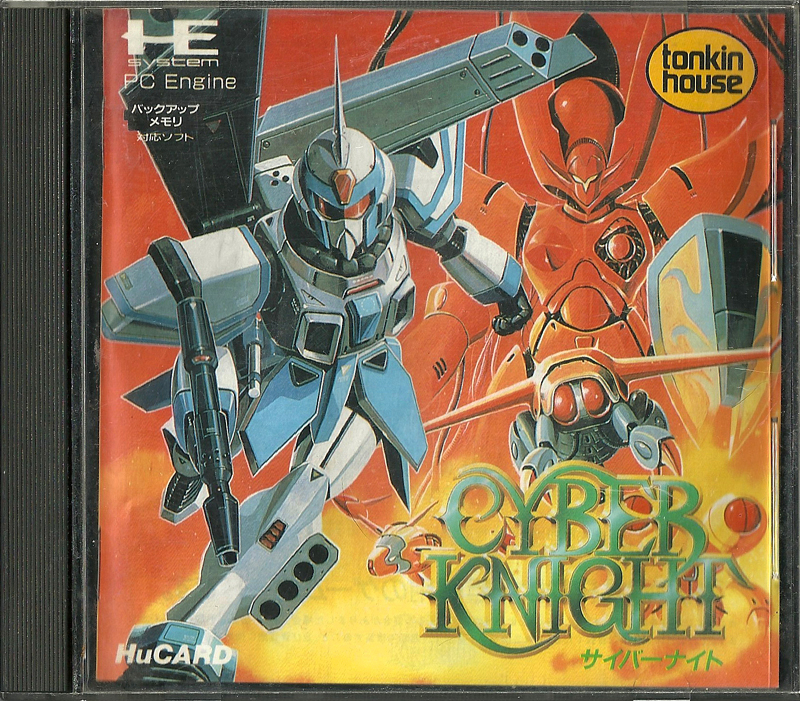 HE
system
PC Engine
バックアップ
メモリ
対応ソフト
tonkin
house
CYBER
KNIGHT
サイバーナイト
HuCARD